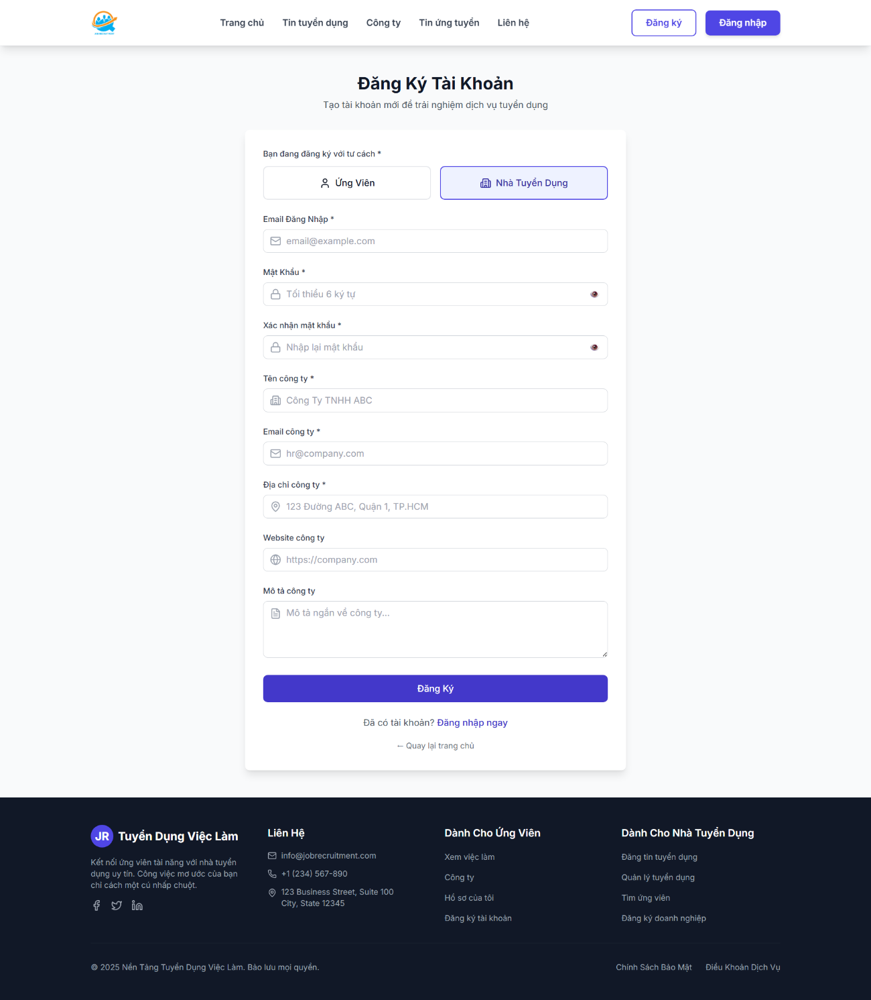 Trang chủ
Tin tuyển dụng
Công ty
Tin ứng tuyển
Liên hệ
Đăng ký
Đăng nhập
Đăng Ký Tài Khoản
Tạo tài khoản mới để trải nghiệm dịch vụ tuyển dụng
Bạn đang đăng ký với tư cách *
Ứng Viên
Nhà Tuyển Dụng
Email Đăng Nhập *
email@example.com
Mật Khẩu *
Tối thiểu 6 ký tự
Xác nhận mật khẩu *
Nhập lại mật khẩu
Tên công ty *
Công Ty TNHH ABC
Email công ty *
hr@company.com
Địa chỉ công ty *
123 Đường ABC, Quận 1, TP.HCM
Website công ty
https://company.com
Mô tả công ty
Mô tả ngắn về công ty...
Đăng Ký
Đã có tài khoản? Đăng nhập ngay
← Quay lại trang chủ
JR Tuyển Dụng Việc Làm
Kết nối ứng viên tài năng với nhà tuyển
dụng uy tín. Công việc mơ ước của bạn
chỉ cách một cú nhấp chuột.
Liên Hệ
info@jobrecruitment.com
+1 (234) 567-890
123 Business Street, Suite 100
City, State 12345
Dành Cho Ứng Viên
Xem việc làm
Công ty
Hồ sơ của tôi
Đăng ký tài khoản
Dành Cho Nhà Tuyển Dụng
Đăng tin tuyển dụng
Quản lý tuyển dụng
Tìm ứng viên
Đăng ký doanh nghiệp
© 2025 Nền Tảng Tuyển Dụng Việc Làm. Bảo lưu mọi quyền.
Chính Sách Bảo Mật
Điều Khoản Dịch Vụ